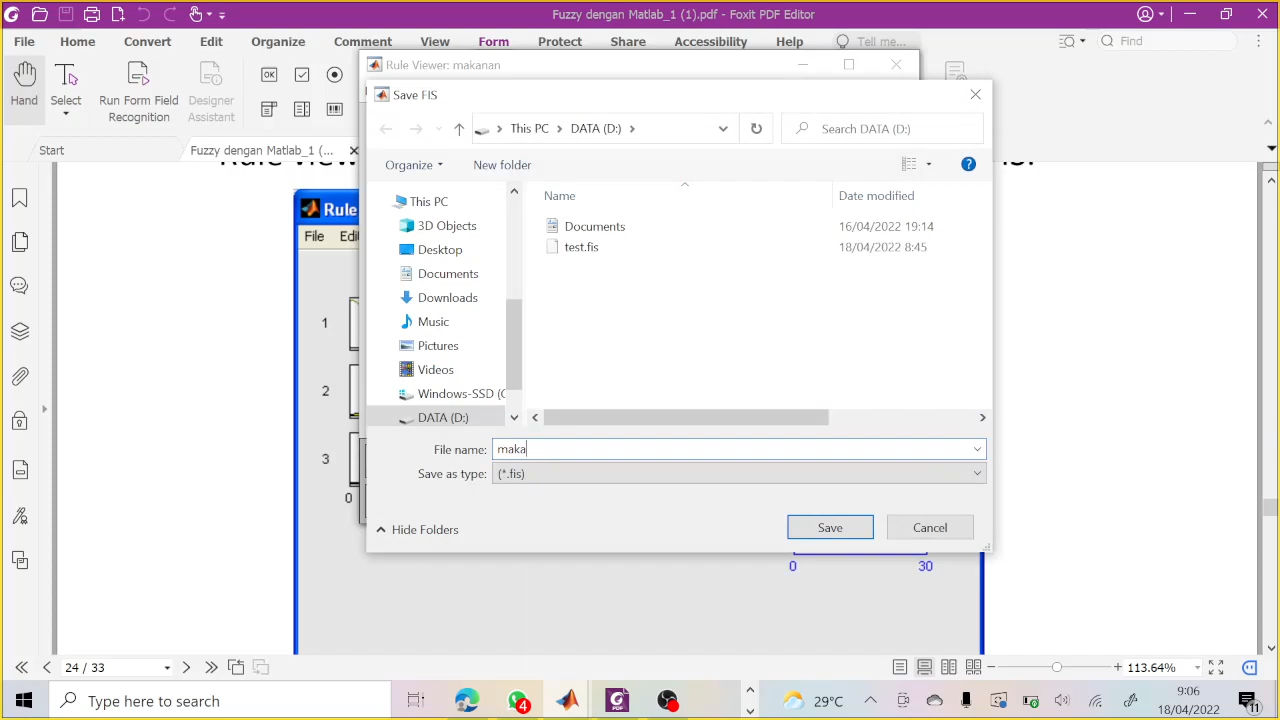 Fuzzy dengan Matlab_1 (1).pdf - Foxit PDF Editor
File Home Convert Edit Organize Comment View Form Protect Share Accessibility Help Tell me... Find
Hand
Select
Run Form Field
Recognition
Designer
Assistant
OK
Start
Fuzzy dengan Matlab_1 (...
Rule Viewer: makanan
Save FIS
This PC > DATA (D:) >
Search DATA (D:)
Organize
New folder
This PC
3D Objects
Desktop
Documents
Downloads
Music
Pictures
Videos
Windows-SSD (C
DATA (D:)
Name Date modified
Documents 16/04/2022 19:14
test.fis 18/04/2022 8:45
File name: maka
Save as type: (*.fis)
Hide Folders
Save
Cancel
Rule
File Edi
1
2
3
0
0 30
24 / 33
113.64%
Type here to search
4
29°C
9:06
18/04/2022
11